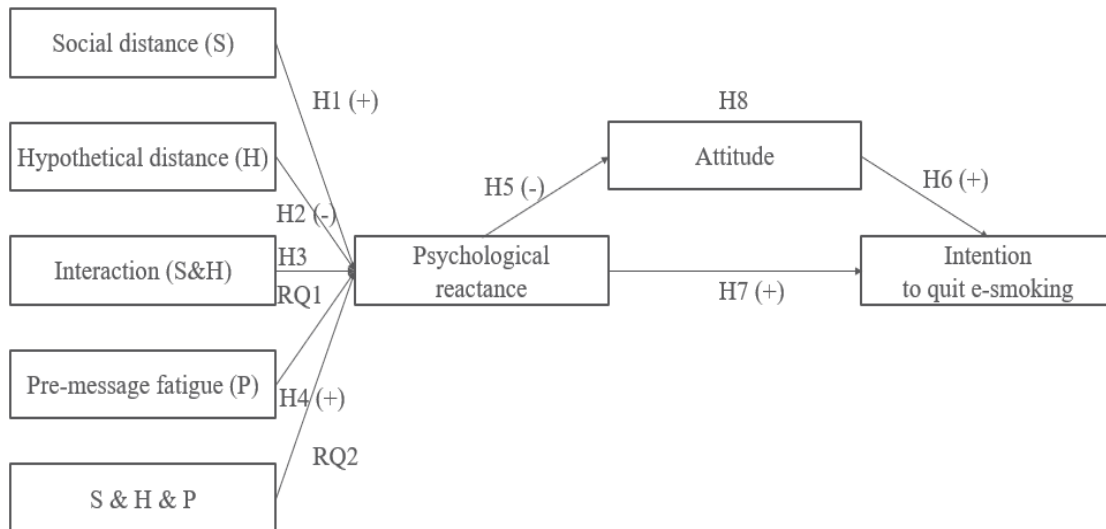 Social distance (S)
H1 (+)
H8
Hypothetical distance (H)
Attitude
H5 (-)
H6 (+)
H2 (-)
Interaction (S&H)
H3
RQ1
Psychological
reactance
H7 (+)
Intention
to quit e-smoking
Pre-message fatigue (P)
H4 (+)
RQ2
S & H & P